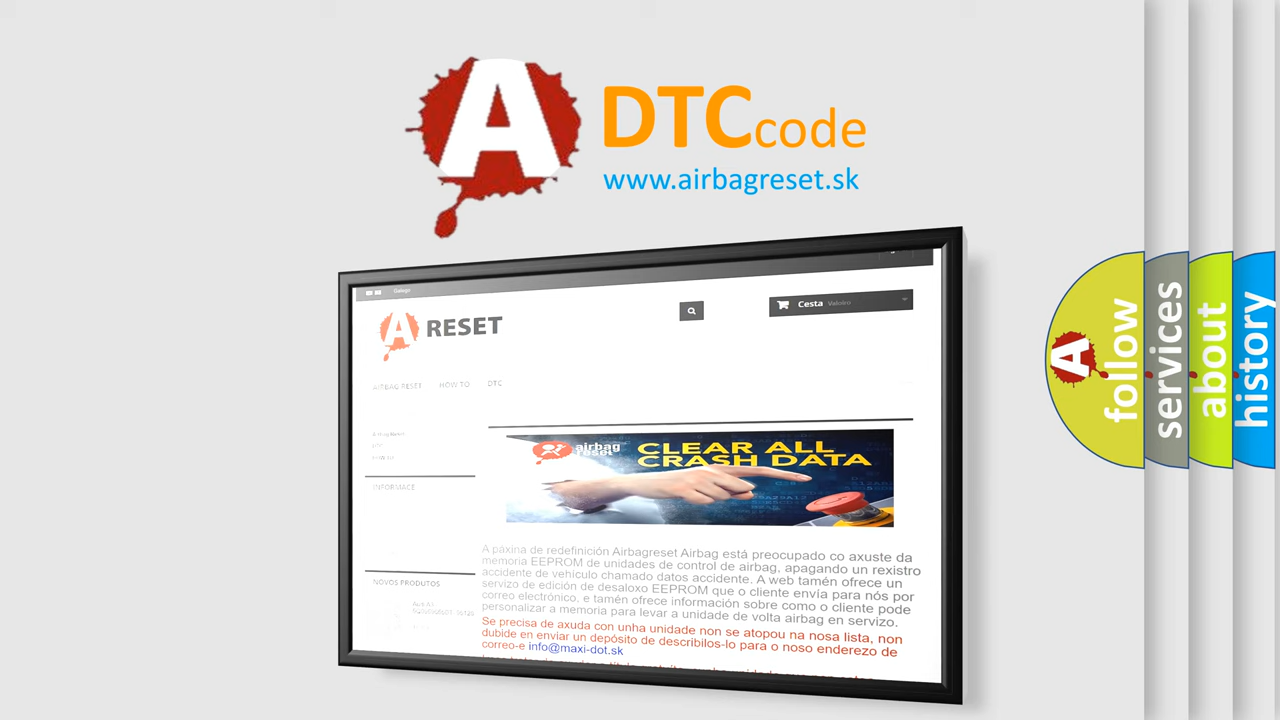 A
DTC code
www.airbagreset.sk
Galego
A RESET
Cesta Valeiro
AIRBAG RESET HOW TO DTC
INFORMACE
NOVOS PRODUTOS
airbag
reset
CLEAR ALL
CRASH DATA
A páxina de redefinición Airbagreset Airbag está preocupado co axuste da
memoria EEPROM de unidades de control de airbag, apagando un rexistro
accidente de vehículo chamado datos accidente. A web tamén ofrece un
servizo de edición de desaloxo EEPROM que o cliente envía para nós por
correo electrónico, e tamén ofrece información sobre como o cliente pode
personalizar a memoria para levar a unidade de volta airbag en servizo.
Se precisa de axuda con unha unidade non se atopou na nosa lista, non
dubide en enviar un depósito de describilos-lo para o noso enderezo de
correo-e info@maxi-dot.sk
A
follow
services
about
history